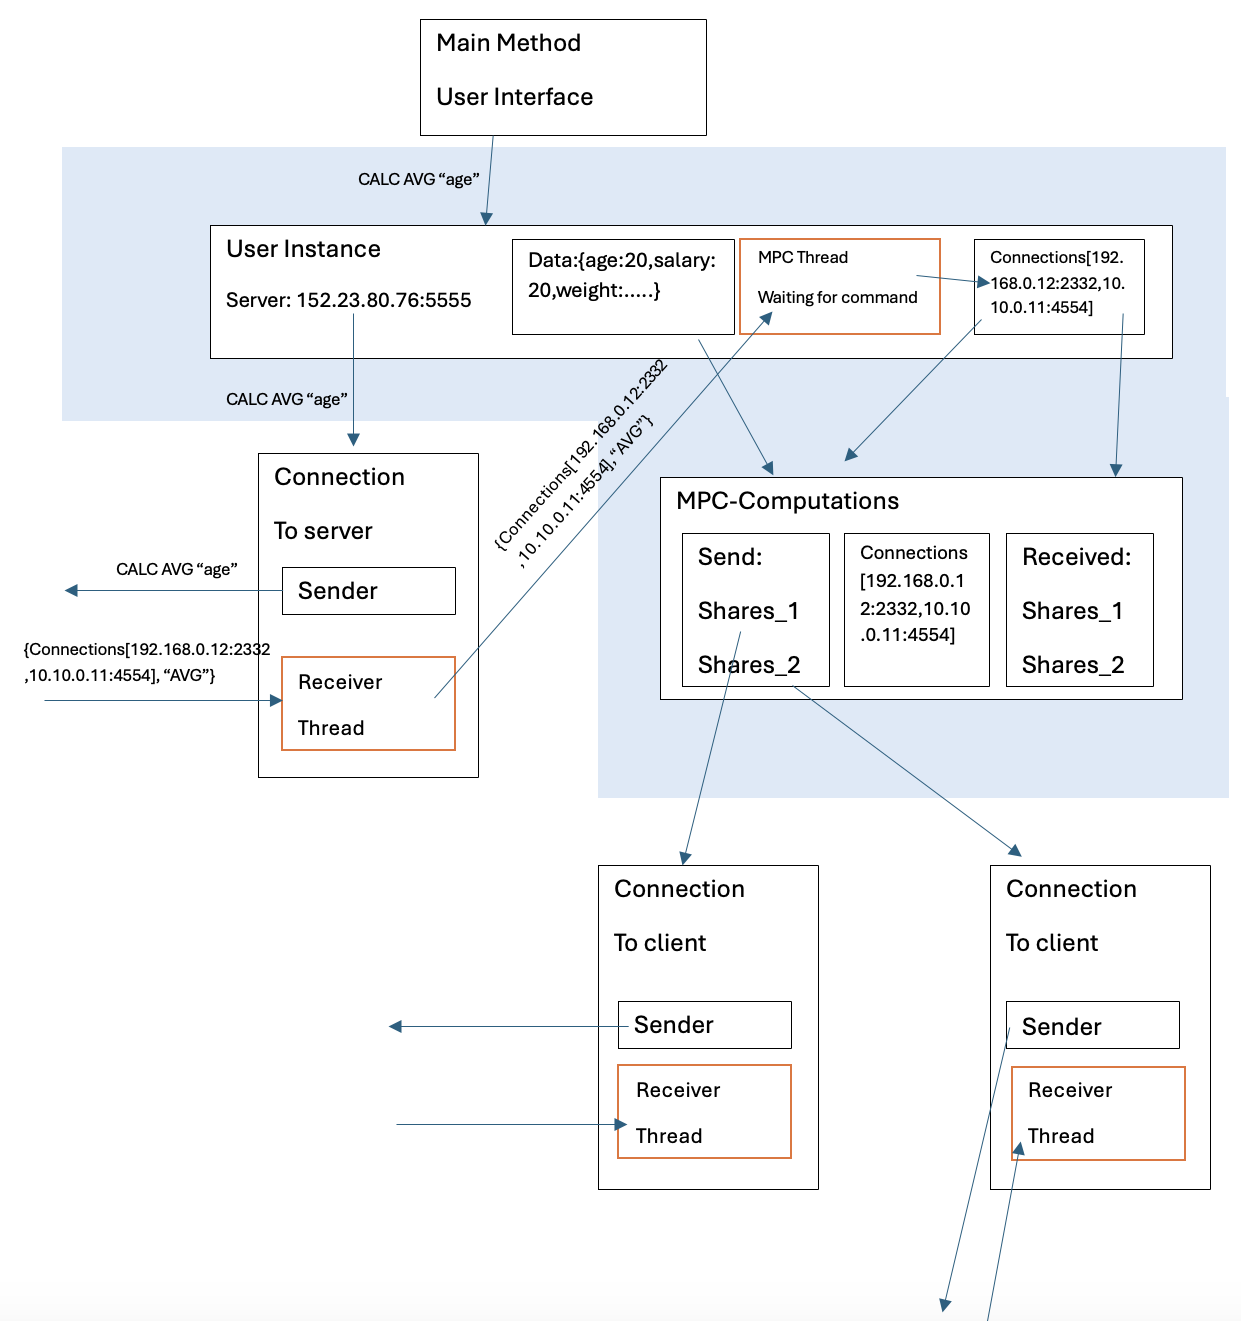 Main Method
User Interface
CALC AVG “age”
User Instance
Server: 152.23.80.76:5555
Data:{age:20,salary:
20,weight:.....}
MPC Thread
Waiting for command
Connections[192.
168.0.12:2332,10.
10.0.11:4554]
CALC AVG “age”
{Connections[192.168.0.12:2332
,10.10.0.11:4554], “AVG”}
Connection
To server
CALC AVG “age”
Sender
{Connections[192.168.0.12:2332
,10.10.0.11:4554], “AVG”}
Receiver
Thread
MPC-Computations
Send:
Shares_1
Shares_2
Connections
[192.168.0.1
2:2332,10.10
.0.11:4554]
Received:
Shares_1
Shares_2
Connection
To client
Sender
Receiver
Thread
Connection
To client
Sender
Receiver
Thread